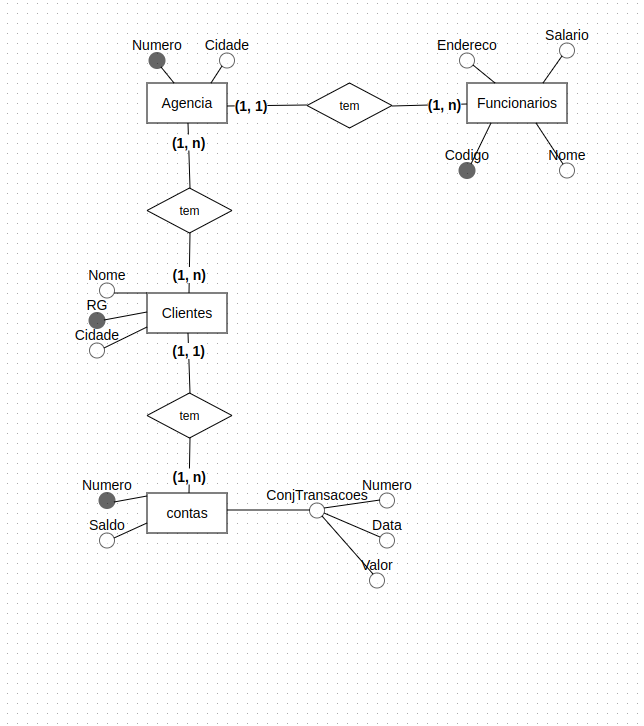 Salario
Numero
Cidade
Endereco
Agencia
(1, 1)
tem
(1, n)
Funcionarios
(1, n)
Codigo
Nome
tem
Nome
(1, n)
RG
Clientes
Cidade
(1, 1)
tem
(1, n)
Numero
ConjTransacoes
Numero
contas
Saldo
Data
Valor